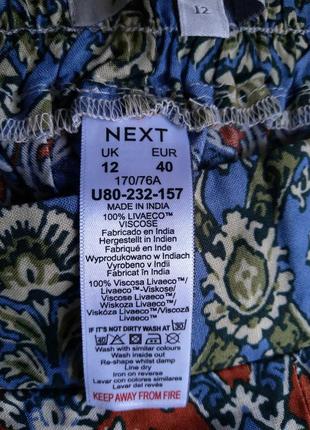 12
NEXT
UK EUR
12 40
170/76A
U80-232-157
MADE IN INDIA
100% LIVAECO™
VISCOSE
Fabricado en India
Hergestellt in Indien
Fabriqué en Inde
Wyprodukowano w Indiach
Vyrobeno v Indii
Fabricat în India
100% Viscosa Livaeco™/
Livaeco™-Viskose/
Viscose Livaeco™/
Wiskoza Livaeco™/
Viskóza Livaeco™/Vîscoză
Livaeco™
IF IT'S NOT DIRTY WASH AT 30
40
Wash with similar colours
Wash inside out
Re-shape whilst damp
Line dry
Iron on reverse
Lavar con colores similares
Lavar del revés
KEEP AWAY FROM FIRE